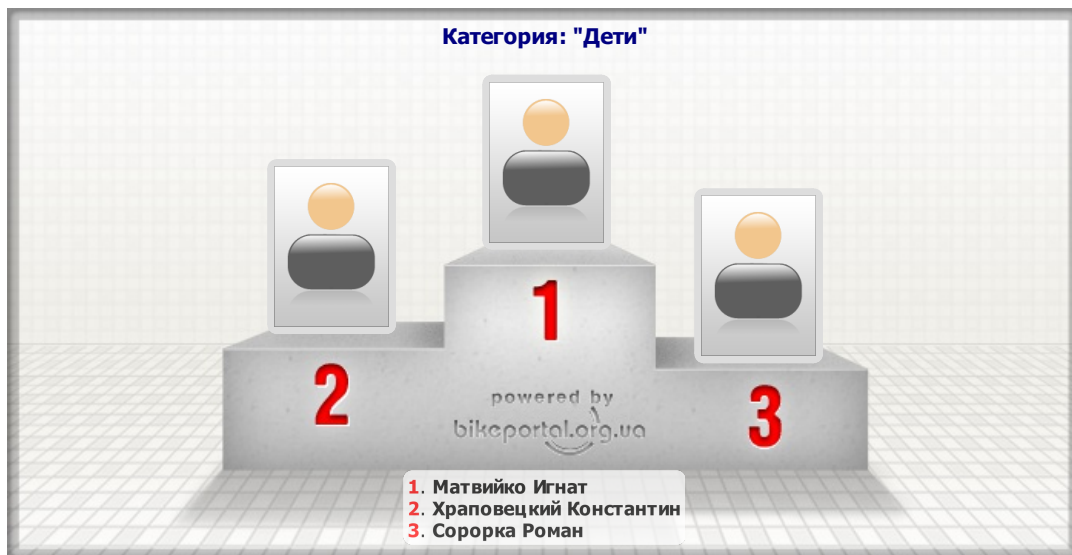 Категория: "Дети"
1
2
3
powered by
bikeportal.org.ua
1. Матвийко Игнат
2. Храповецкий Константин
3. Сорорка Роман